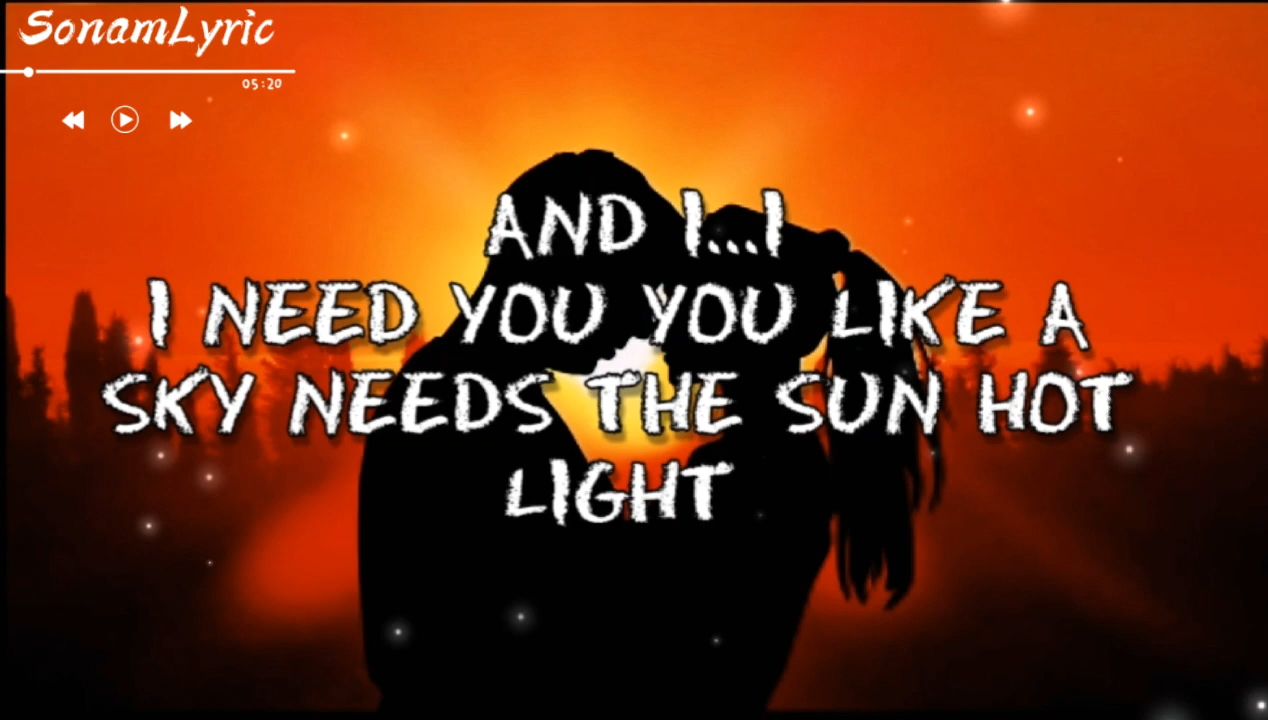 SonamLyric
05:20
AND I...I
I NEED YOU YOU LIKE A
SKY NEEDS THE SUN HOT
LIGHT